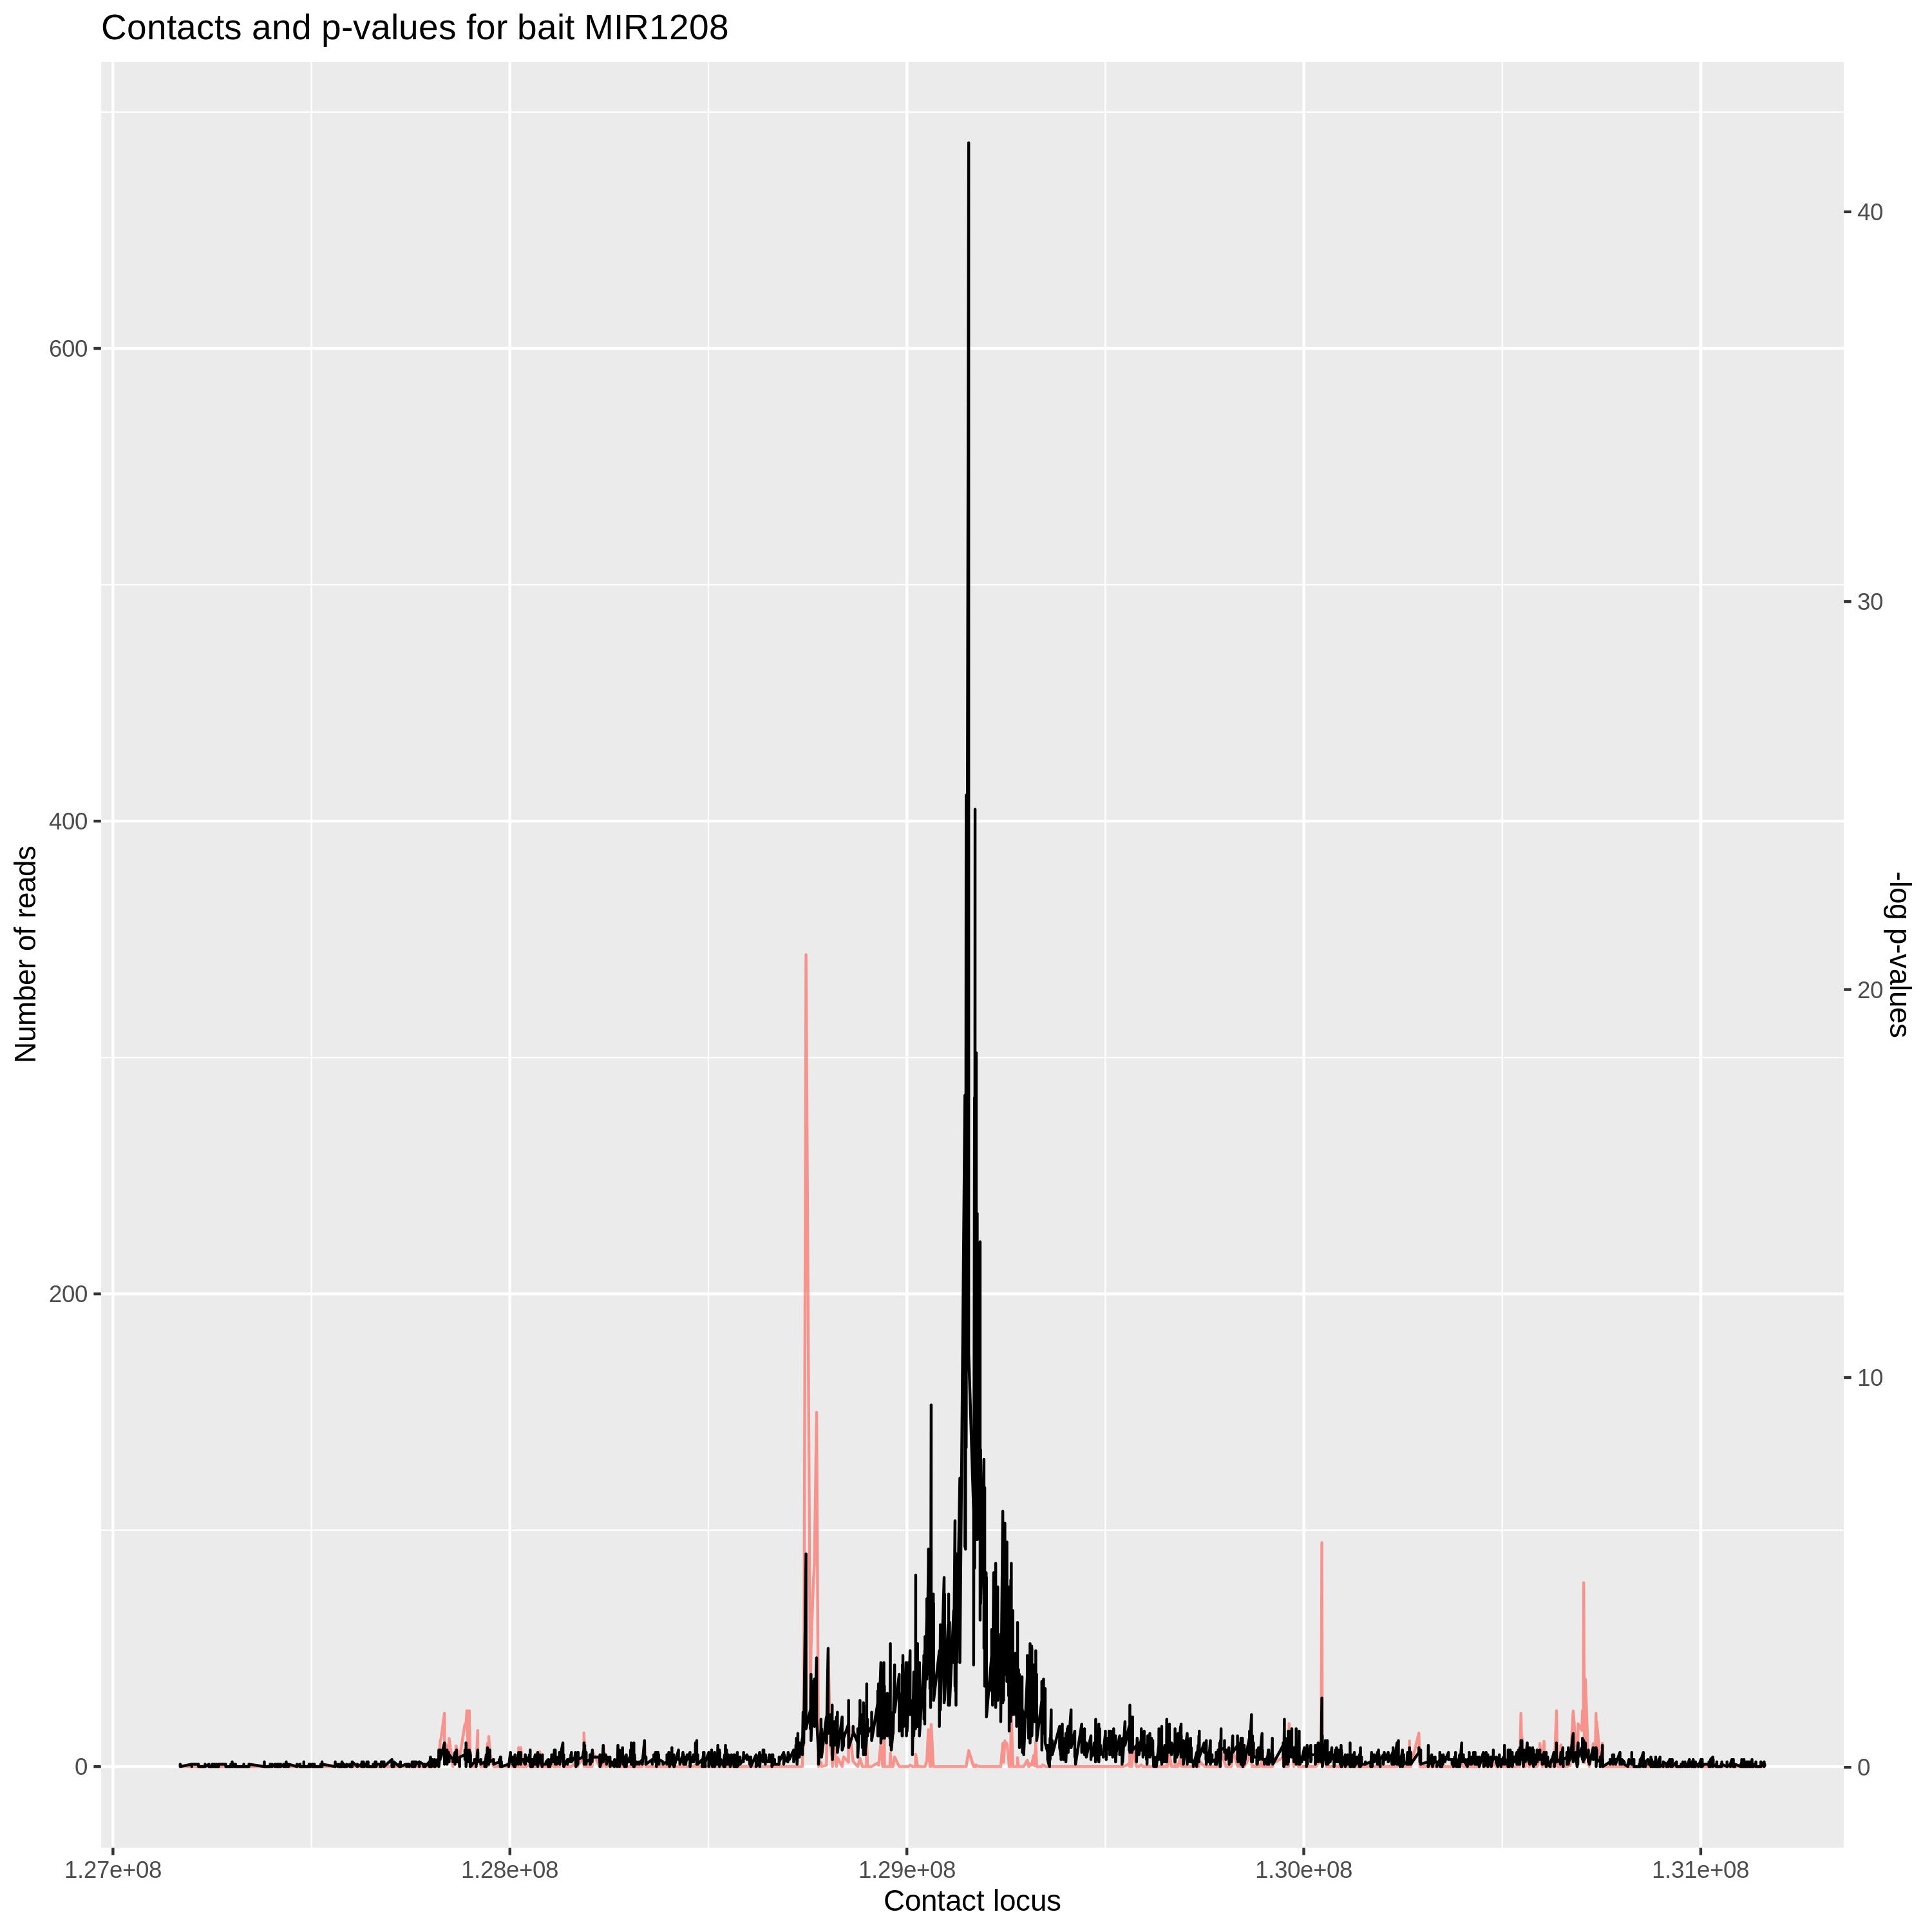 Contacts and p-values for bait MIR1208
Number of reads
600
400
200
0
40
30
20
10
0
-log p-values
1.27e+08
1.28e+08
1.29e+08
1.30e+08
1.31e+08
Contact locus